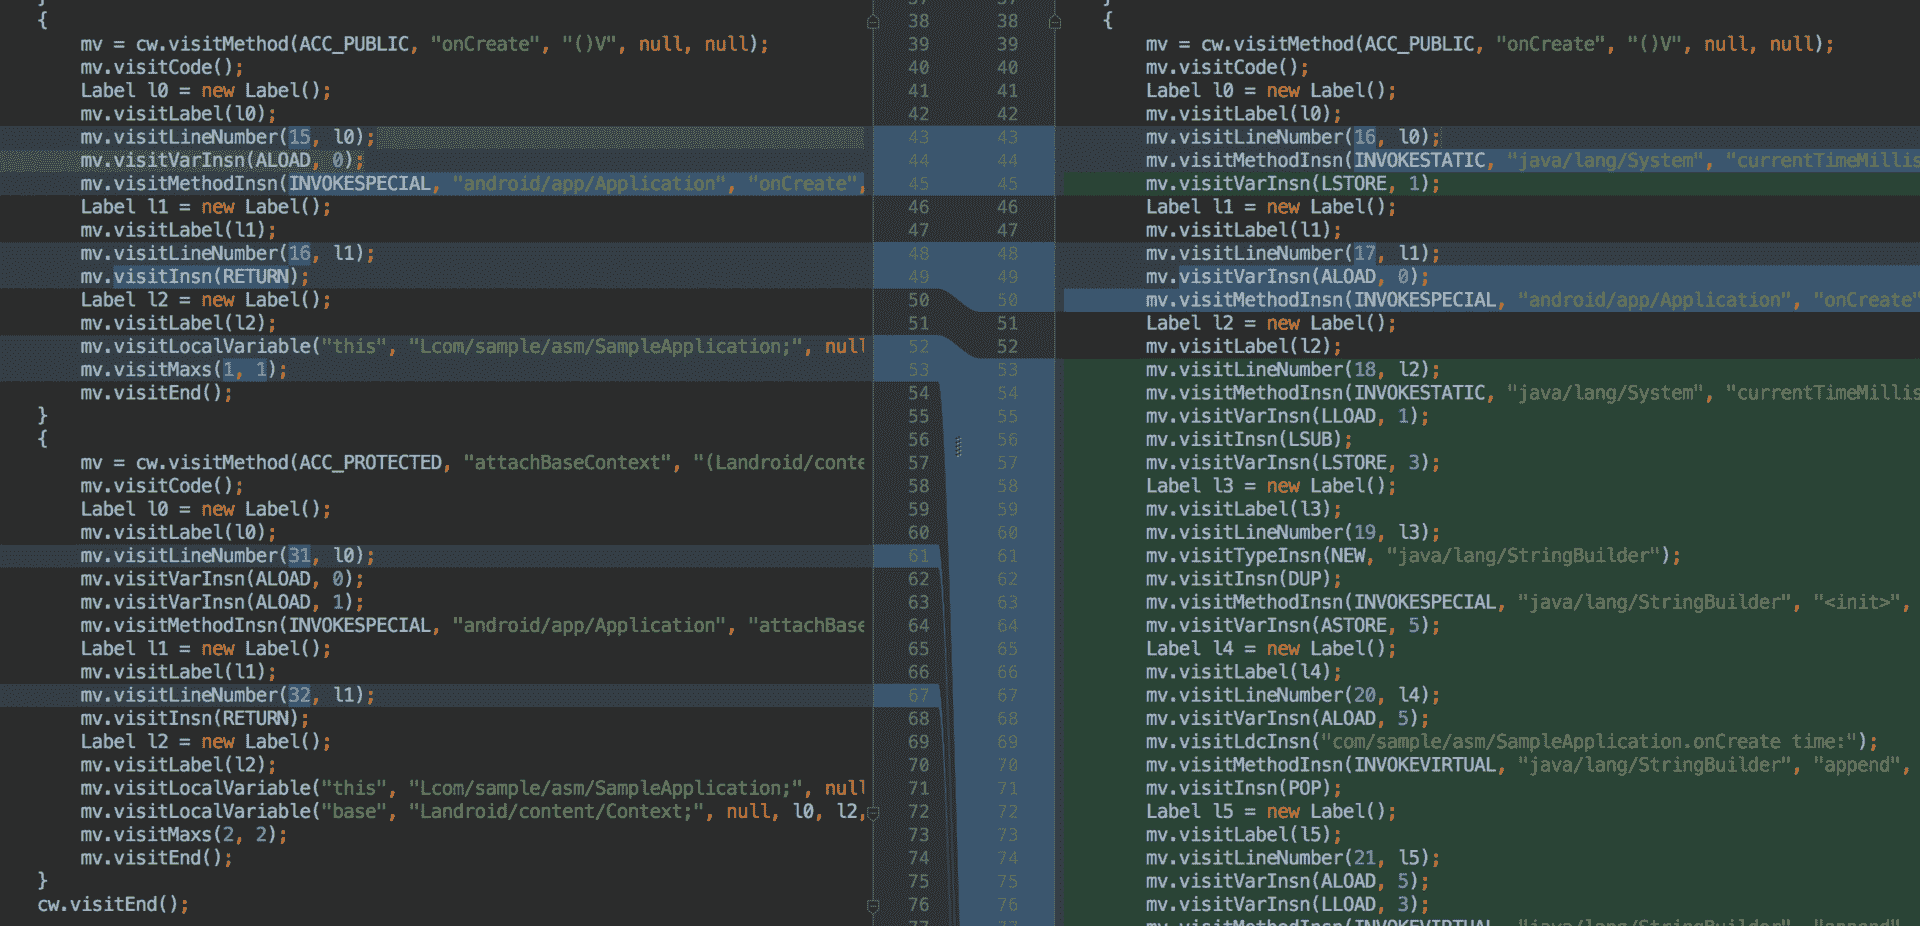 }
{
mv = cw.visitMethod(ACC_PUBLIC, "onCreate", "()V", null, null);
mv.visitCode();
Label l0 = new Label();
mv.visitLabel(l0);
mv.visitLineNumber(15, l0);
mv.visitVarInsn(ALOAD, 0);
mv.visitMethodInsn(INVOKESPECIAL, "android/app/Application", "onCreate",
Label l1 = new Label();
mv.visitLabel(l1);
mv.visitLineNumber(16, l1);
mv.visitInsn(RETURN);
Label l2 = new Label();
mv.visitLabel(l2);
mv.visitLocalVariable("this", "Lcom/sample/asm/SampleApplication;", null
mv.visitMaxs(1, 1);
mv.visitEnd();
}
{
mv = cw.visitMethod(ACC_PROTECTED, "attachBaseContext", "(Landroid/conte
mv.visitCode();
Label l0 = new Label();
mv.visitLabel(l0);
mv.visitLineNumber(31, l0);
mv.visitVarInsn(ALOAD, 0);
mv.visitVarInsn(ALOAD, 1);
mv.visitMethodInsn(INVOKESPECIAL, "android/app/Application", "attachBase
Label l1 = new Label();
mv.visitLabel(l1);
mv.visitLineNumber(32, l1);
mv.visitInsn(RETURN);
Label l2 = new Label();
mv.visitLabel(l2);
mv.visitLocalVariable("this", "Lcom/sample/asm/SampleApplication;", null
mv.visitLocalVariable("base", "Landroid/content/Context;", null, l0, l2,
mv.visitMaxs(2, 2);
mv.visitEnd();
}
cw.visitEnd();
37 37
38 38
39 39
40 40
41 41
42 42
43 43
44 44
45 45
46 46
47 47
48 48
49 49
50 50
51 51
52 52
53 53
54 54
55 55
56 56
57 57
58 58
59 59
60 60
61 61
62 62
63 63
64 64
65 65
66 66
67 67
68 68
69 69
70 70
71 71
72 72
73 73
74 74
75 75
76 76
77 77
}
{
mv = cw.visitMethod(ACC_PUBLIC, "onCreate", "()V", null, null);
mv.visitCode();
Label l0 = new Label();
mv.visitLabel(l0);
mv.visitLineNumber(16, l0);
mv.visitMethodInsn(INVOKESTATIC, "java/lang/System", "currentTimeMillis
mv.visitVarInsn(LSTORE, 1);
Label l1 = new Label();
mv.visitLabel(l1);
mv.visitLineNumber(17, l1);
mv.visitVarInsn(ALOAD, 0);
mv.visitMethodInsn(INVOKESPECIAL, "android/app/Application", "onCreate"
Label l2 = new Label();
mv.visitLabel(l2);
mv.visitLineNumber(18, l2);
mv.visitMethodInsn(INVOKESTATIC, "java/lang/System", "currentTimeMillis
mv.visitVarInsn(LLOAD, 1);
mv.visitInsn(LSUB);
mv.visitVarInsn(LSTORE, 3);
Label l3 = new Label();
mv.visitLabel(l3);
mv.visitLineNumber(19, l3);
mv.visitTypeInsn(NEW, "java/lang/StringBuilder");
mv.visitInsn(DUP);
mv.visitMethodInsn(INVOKESPECIAL, "java/lang/StringBuilder", "<init>",
mv.visitVarInsn(ASTORE, 5);
Label l4 = new Label();
mv.visitLabel(l4);
mv.visitLineNumber(20, l4);
mv.visitVarInsn(ALOAD, 5);
mv.visitLdcInsn("com/sample/asm/SampleApplication.onCreate time:");
mv.visitMethodInsn(INVOKEVIRTUAL, "java/lang/StringBuilder", "append",
mv.visitInsn(POP);
Label l5 = new Label();
mv.visitLabel(l5);
mv.visitLineNumber(21, l5);
mv.visitVarInsn(ALOAD, 5);
mv.visitVarInsn(LLOAD, 3);
mv.visitMethodInsn(INVOKEVIRTUAL, "java/lang/StringBuilder", "append",